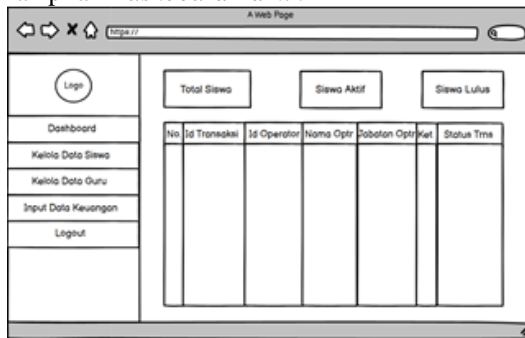 A Web Page
https://
Logo
Total Siswa
Siswa Aktif
Siswa Lulus
Dashboard
Kelola Data Siswa
Kelola Data Guru
Input Data Keuangan
Logout
No. Id Transaksi Id Operator Nama Optr Jabatan Optr Ket Status Trns